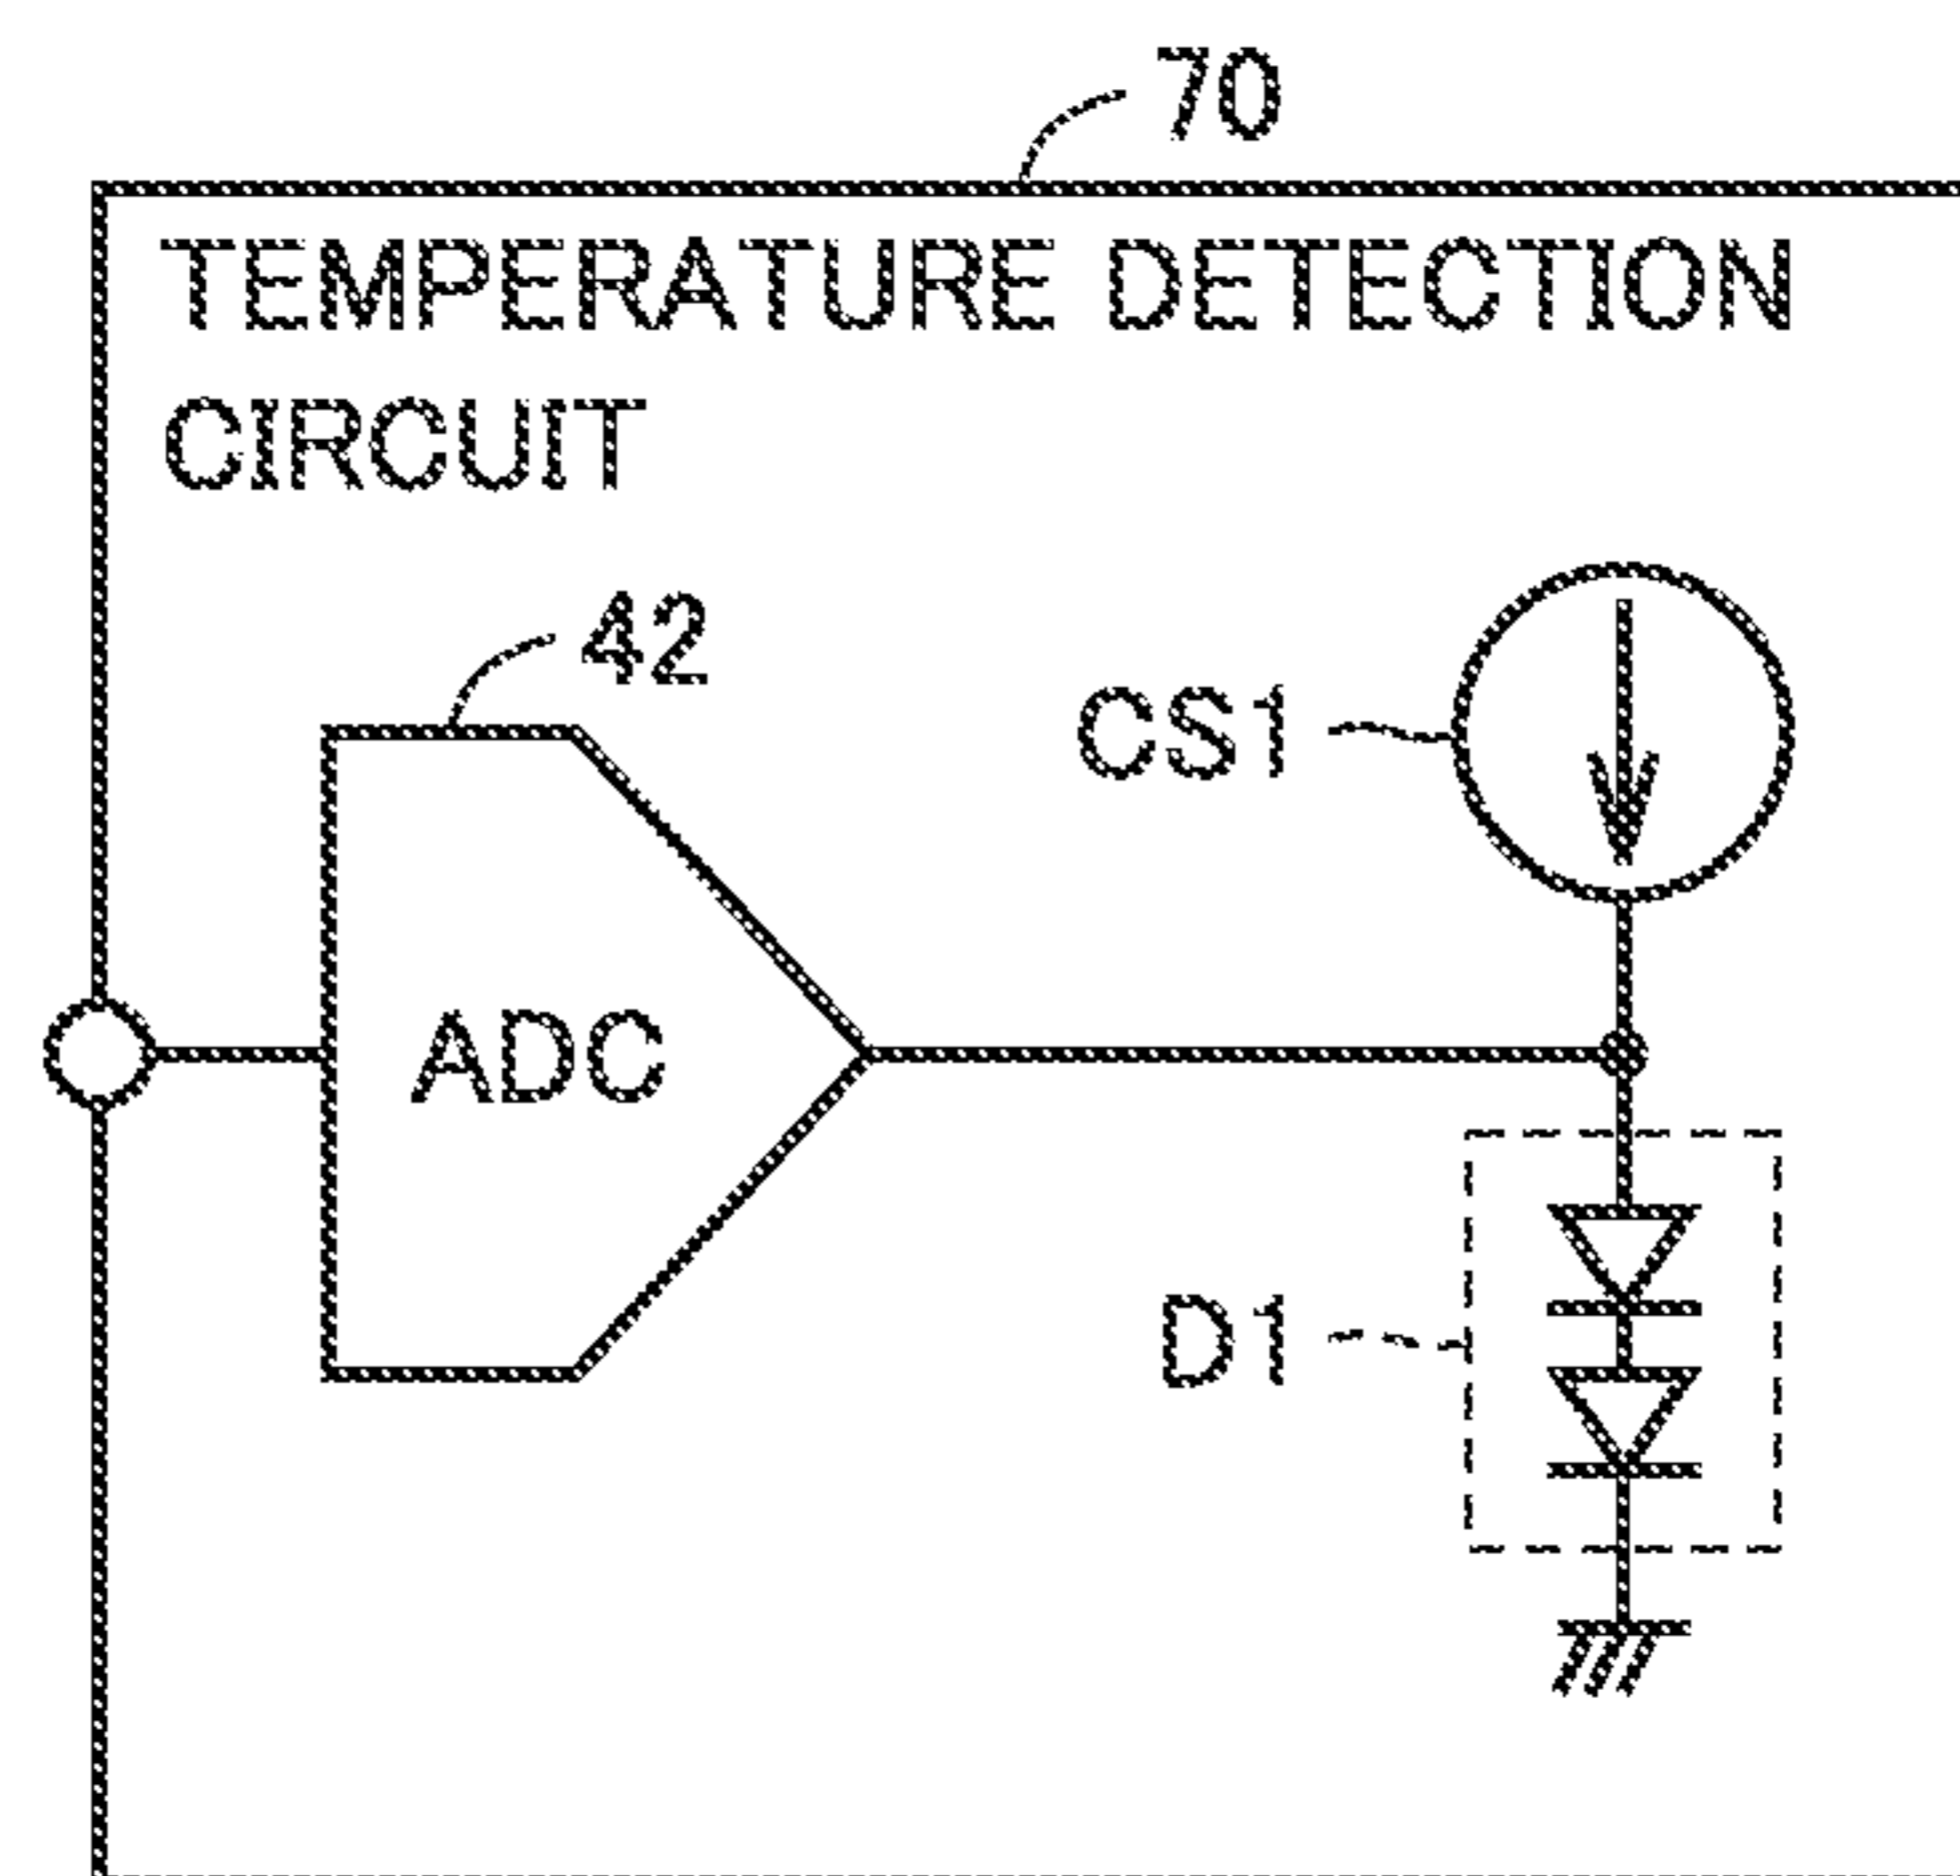 70
TEMPERATURE DETECTION
CIRCUIT
42
CS1
ADC
D1